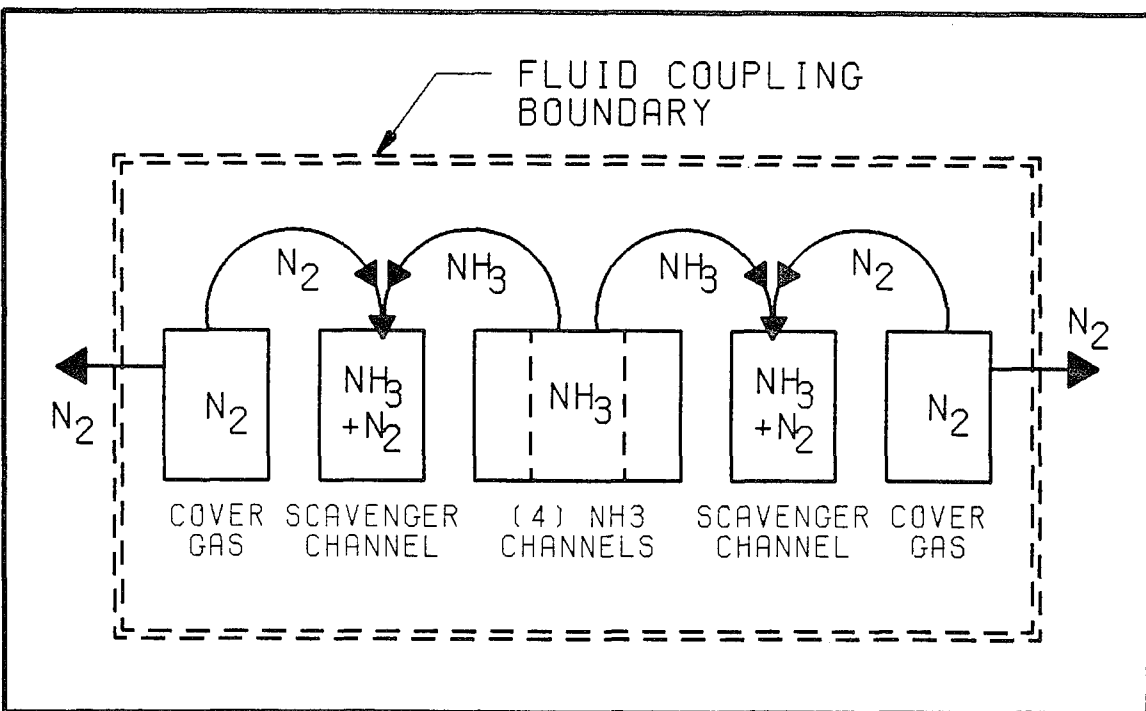 FLUID COUPLING
BOUNDARY
N2
NH3
NH3
N2
N2
N2
N2
NH3
+N2
NH3
NH3
+N2
N2
COVER
GAS
SCAVENGER
CHANNEL
(4) NH3
CHANNELS
SCAVENGER
CHANNEL
COVER
GAS